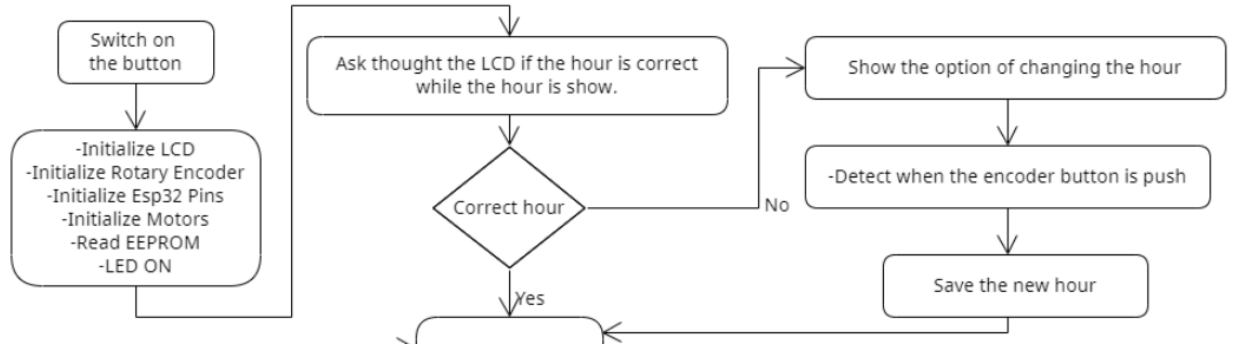 Switch on
the button
-Initialize LCD
-Initialize Rotary Encoder
-Initialize Esp32 Pins
-Initialize Motors
-Read EEPROM
-LED ON
Ask thought the LCD if the hour is correct
while the hour is show.
Correct hour
Yes
No
Show the option of changing the hour
-Detect when the encoder button is push
Save the new hour